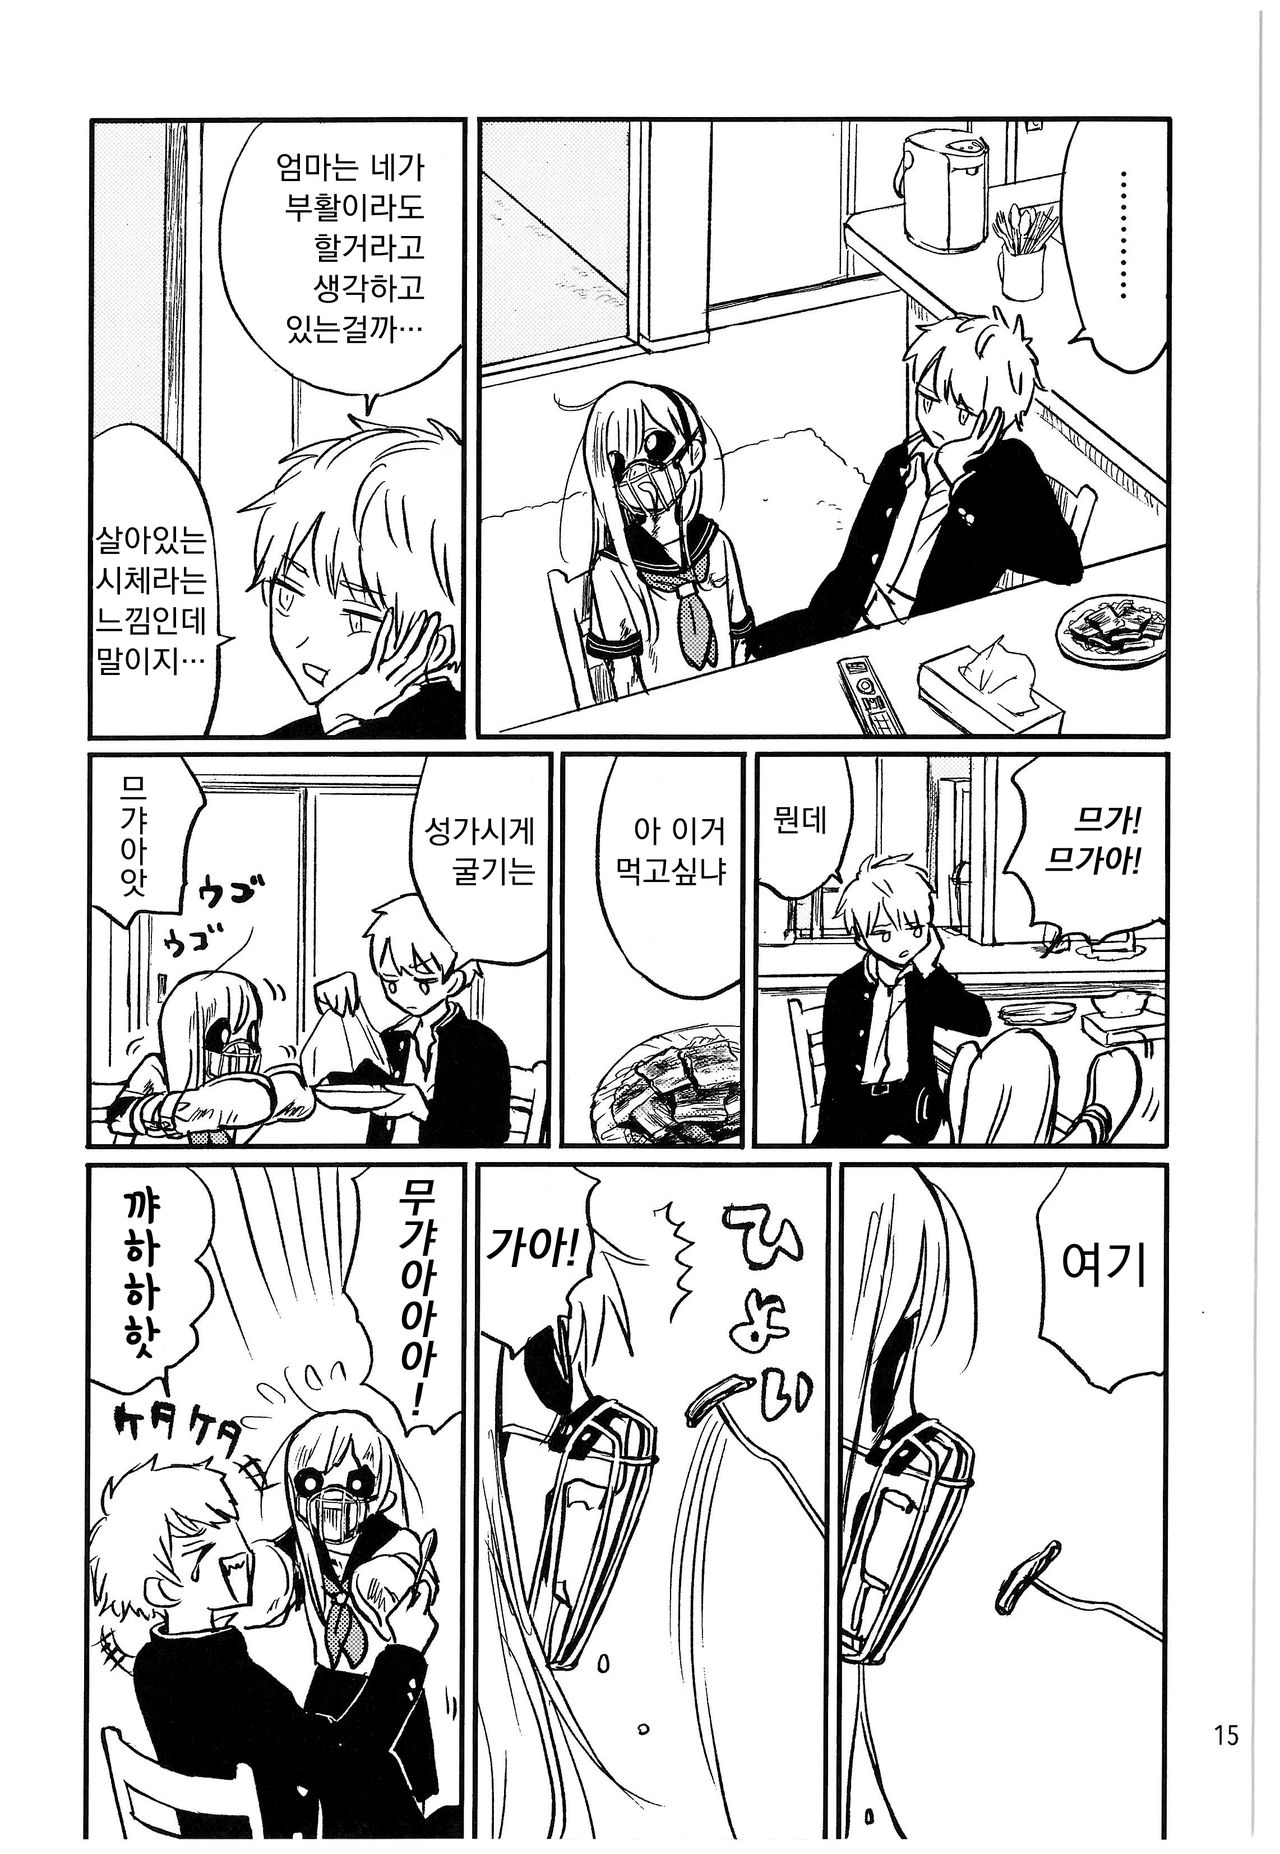 ………
엄마는 네가
부활이라도
할거라고
생각하고
있는걸까…
살아있는
시체라는
느낌인데
말이지…
므가!
므가아!
뭔데
아 이거
먹고싶냐
성가시게
굴기는
므갸아앗
ウゴ
ウゴ
여기
ひょい
가아!
무갸아아아!
꺄하하핫
ケタケタ
15